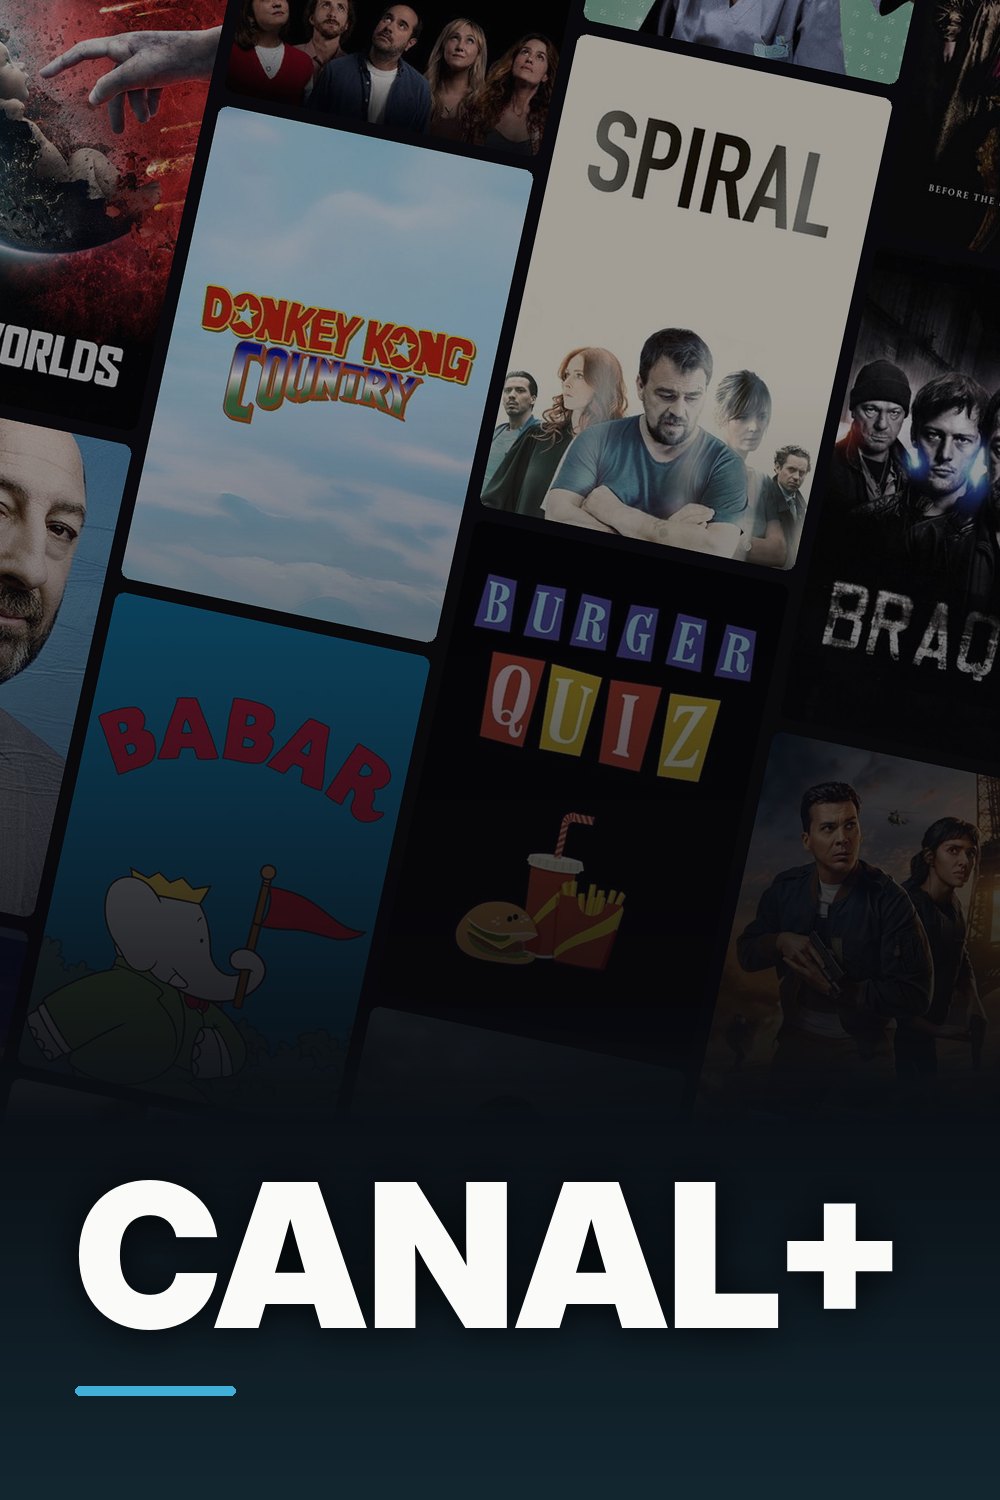 SPIRAL
BEFORE THE
ORLDS
DONKEY KONG
COUNTRY
BURGER
QUIZ
BRAQ
BABAR
CANAL+